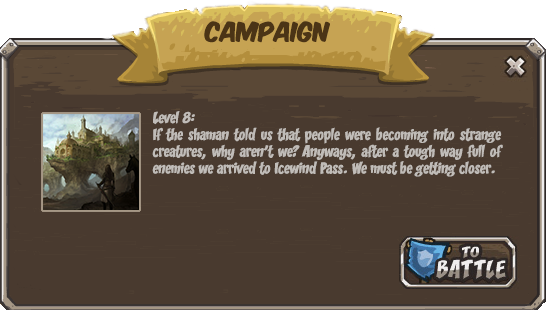 CAMPAIGN
Level 8:
If the shaman told us that people were becoming into strange
creatures, why aren't we? Anyways, after a tough way full of
enemies we arrived to Icewind Pass. We must be getting closer.
TO
BATTLE